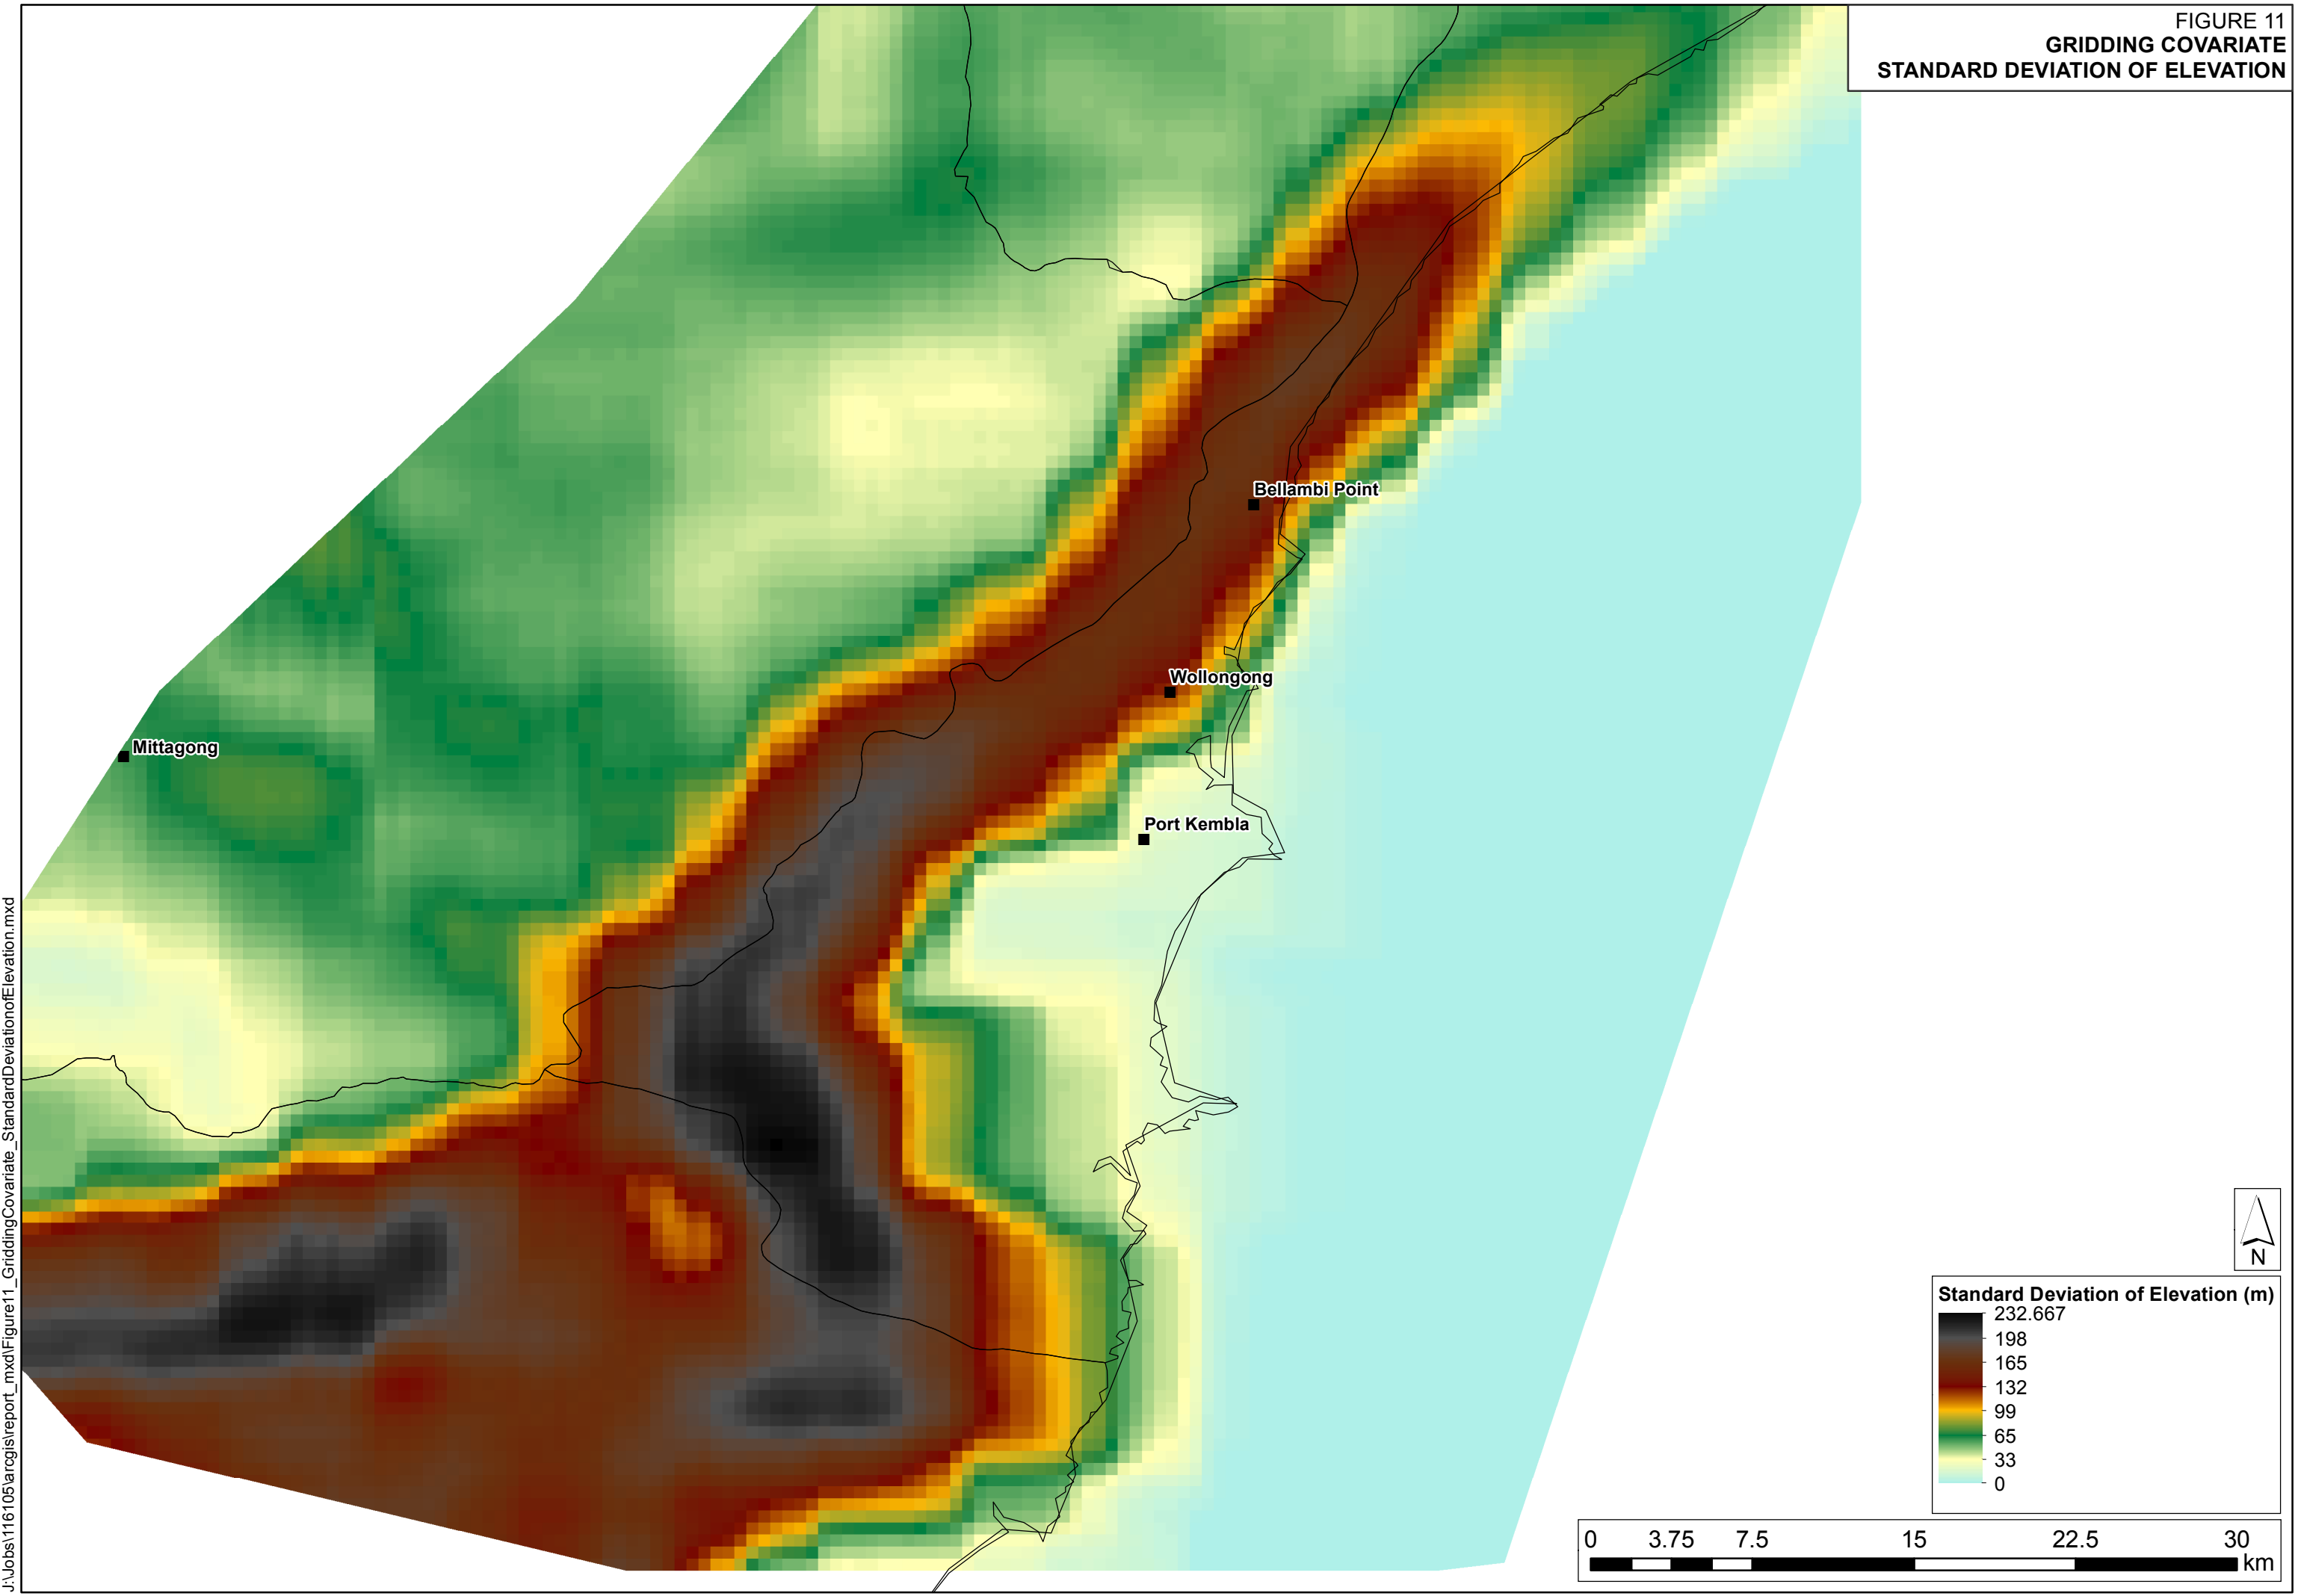 FIGURE 11
GRIDDING COVARIATE
STANDARD DEVIATION OF ELEVATION
Bellambi Point
Wollongong
Mittagong
Port Kembla
J:\Jobs\116105\arcgis\report_mxd\Figure11_GriddingCovariate_StandardDeviationofElevation.mxd
N
Standard Deviation of Elevation (m)
232.667
198
165
132
99
65
33
0
0 3.75 7.5 15 22.5 30
km